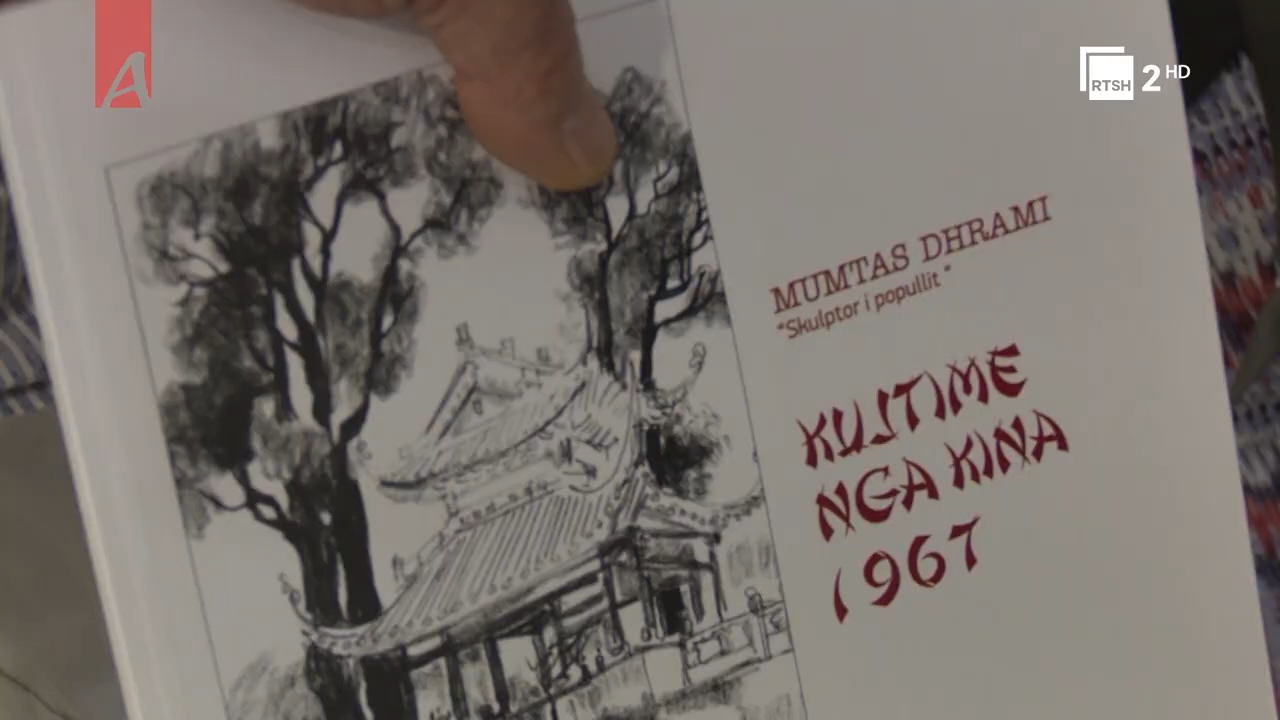 A
RTSH 2 HD
MUMTAS DHRAMI
"Skulptor i popullit"
KUJTIME
NGA KINA
1967